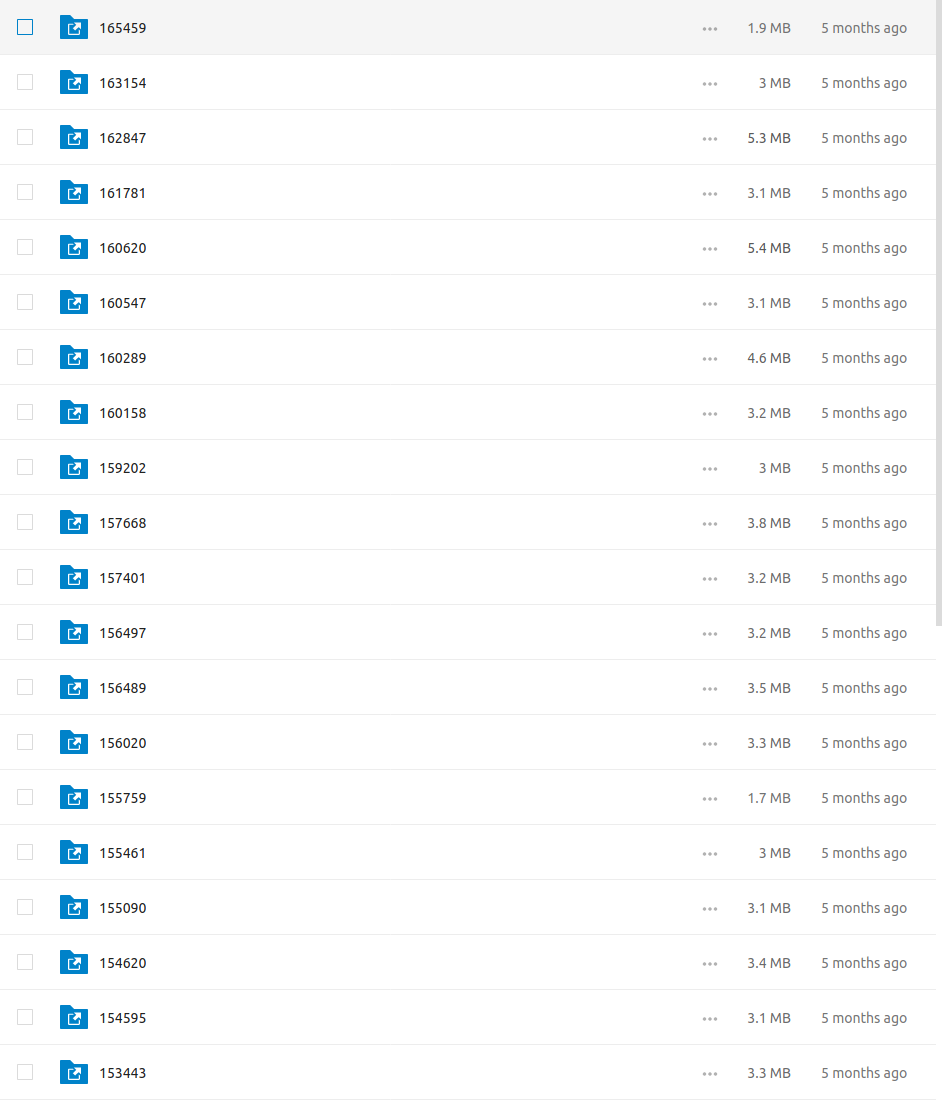 165459 ••• 1.9 MB 5 months ago
163154 ••• 3 MB 5 months ago
162847 ••• 5.3 MB 5 months ago
161781 ••• 3.1 MB 5 months ago
160620 ••• 5.4 MB 5 months ago
160547 ••• 3.1 MB 5 months ago
160289 ••• 4.6 MB 5 months ago
160158 ••• 3.2 MB 5 months ago
159202 ••• 3 MB 5 months ago
157668 ••• 3.8 MB 5 months ago
157401 ••• 3.2 MB 5 months ago
156497 ••• 3.2 MB 5 months ago
156489 ••• 3.5 MB 5 months ago
156020 ••• 3.3 MB 5 months ago
155759 ••• 1.7 MB 5 months ago
155461 ••• 3 MB 5 months ago
155090 ••• 3.1 MB 5 months ago
154620 ••• 3.4 MB 5 months ago
154595 ••• 3.1 MB 5 months ago
153443 ••• 3.3 MB 5 months ago